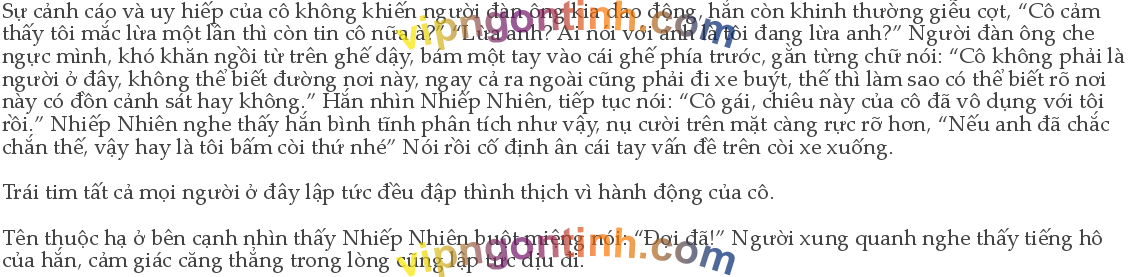 Sự cảnh cáo và uy hiếp của cô không khiến người đàn ông kia dao động, hắn còn khinh thường giễu cợt, “Cô cảm
thấy tôi mắc lừa một lần thì còn tin cô nữa à?” “Lừa anh? Ai nói với anh là tôi đang lừa anh?” Người đàn ông che
ngực mình, khó khăn ngồi từ trên ghế dậy, bám một tay vào cái ghế phía trước, gằn từng chữ nói: “Cô không phải là
người ở đây, không thể biết đường nơi này, ngay cả ra ngoài cũng phải đi xe buýt, thế thì làm sao có thể biết rõ nơi
này có đồn cảnh sát hay không.” Hắn nhìn Nhiếp Nhiên, tiếp tục nói: “Cô gái, chiêu này của cô đã vô dụng với tôi
rồi.” Nhiếp Nhiên nghe thấy hắn bình tĩnh phân tích như vậy, nụ cười trên mặt càng rực rỡ hơn, “Nếu anh đã chắc
chắn thế, vậy hay là tôi bấm còi thử nhé” Nói rồi cố định ân cái tay vấn đề trên còi xe xuống.
Trái tim tất cả mọi người ở đây lập tức đều đập thình thịch vì hành động của cô.
Tên thuộc hạ ở bên cạnh nhìn thấy Nhiếp Nhiên buột miệng nói: “Đợi đã!” Người xung quanh nghe thấy tiếng hô
của hắn, cảm giác căng thẳng trong lòng cũng lập tức dịu đi.
vipngontinh.com
vipngontinh.com